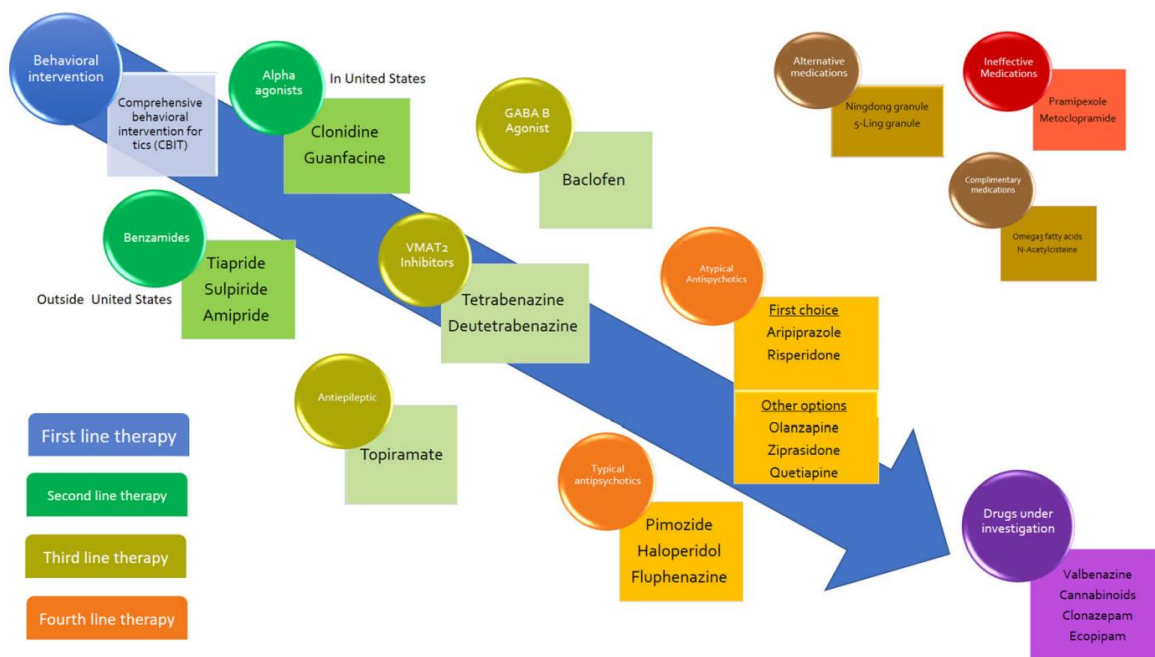 Behavioral
intervention
Comprehensive
behavioral
intervention for
tics (CBIT)
Alpha
agonists
In United States
Clonidine
Guanfacine
GABA B
Agonist
Baclofen
Alternative
medications
Ningdong granule
5-Ling granule
Ineffective
Medications
Pramipexole
Metoclopramide
Complimentary
medications
Omega3 fatty acids
N-Acetylcisteine
Benzamides
Outside United States
Tiapride
Sulpiride
Amipride
VMAT2
Inhibitors
Tetrabenazine
Deutetrabenazine
Atypical
Antispychotics
First choice
Aripiprazole
Risperidone
Other options
Olanzapine
Ziprasidone
Quetiapine
Antiepileptic
Topiramate
Typical
antipsychotics
Pimozide
Haloperidol
Fluphenazine
Drugs under
investigation
Valbenazine
Cannabinoids
Clonazepam
Ecopipam
First line therapy
Second line therapy
Third line therapy
Fourth line therapy